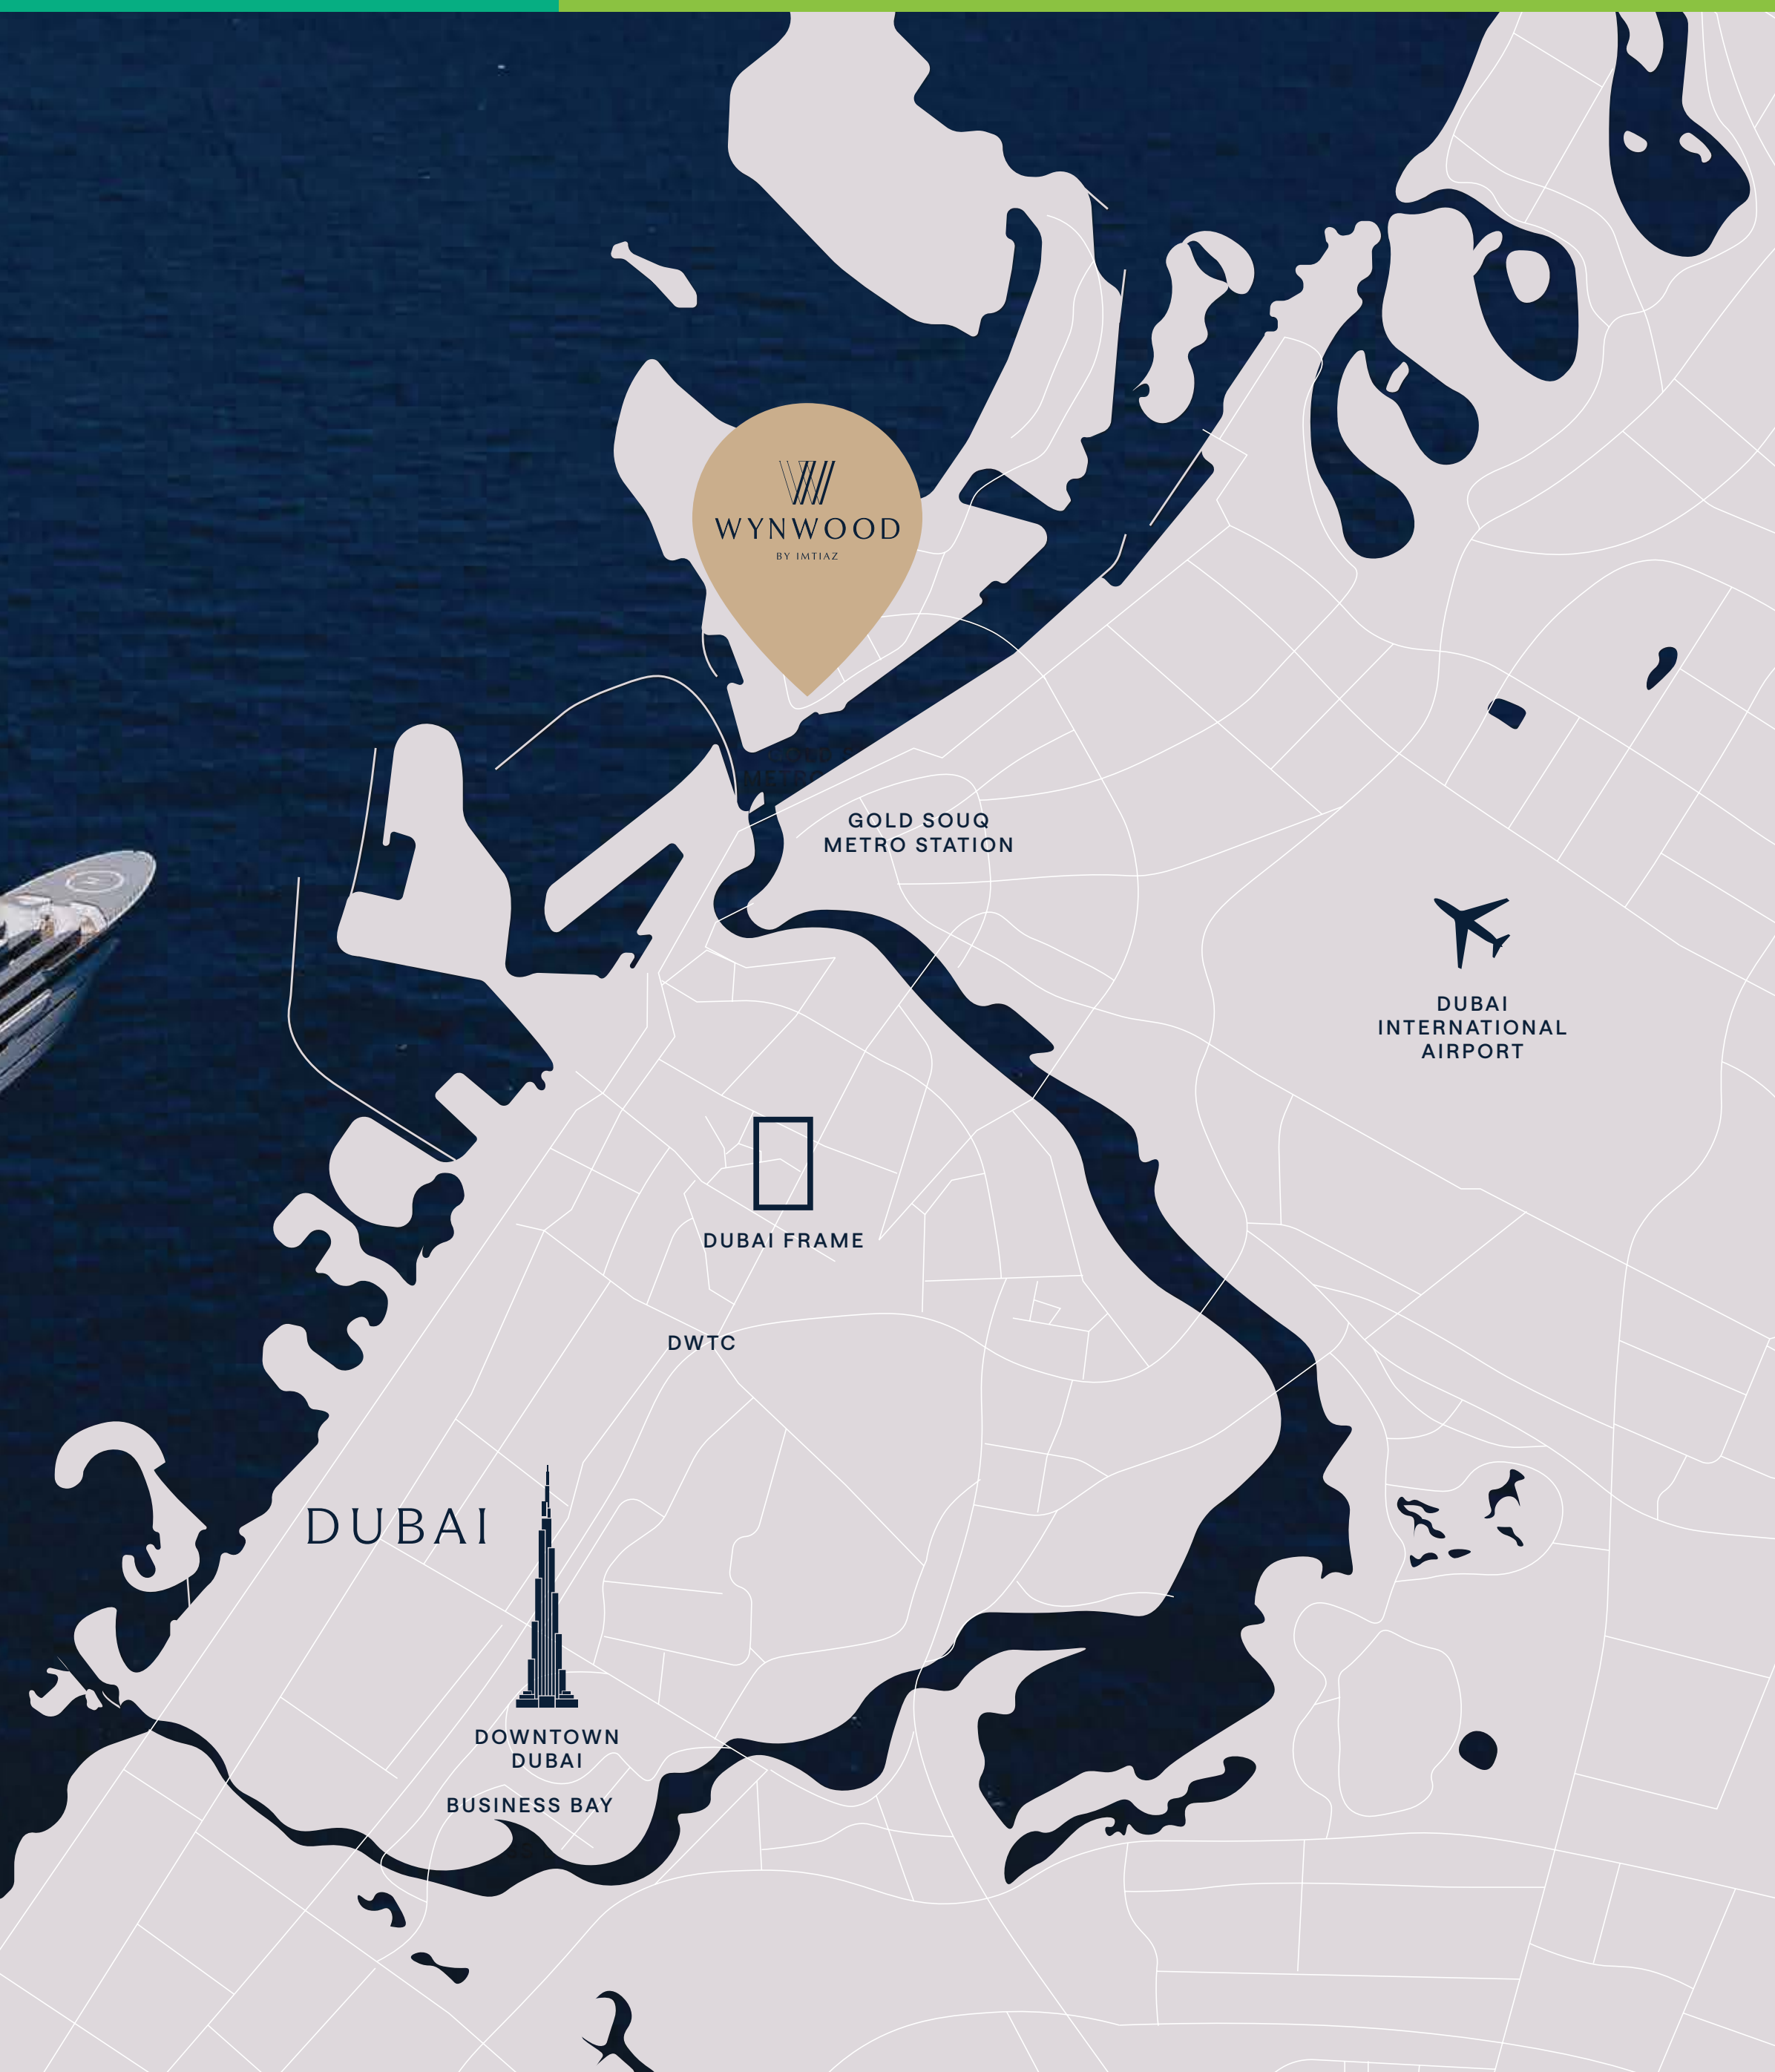 WYNWOOD
BY IMTIAZ
GOLD SOUQ
METRO STATION
DUBAI
INTERNATIONAL
AIRPORT
DUBAI FRAME
DWTC
DUBAI
DOWNTOWN
DUBAI
BUSINESS BAY